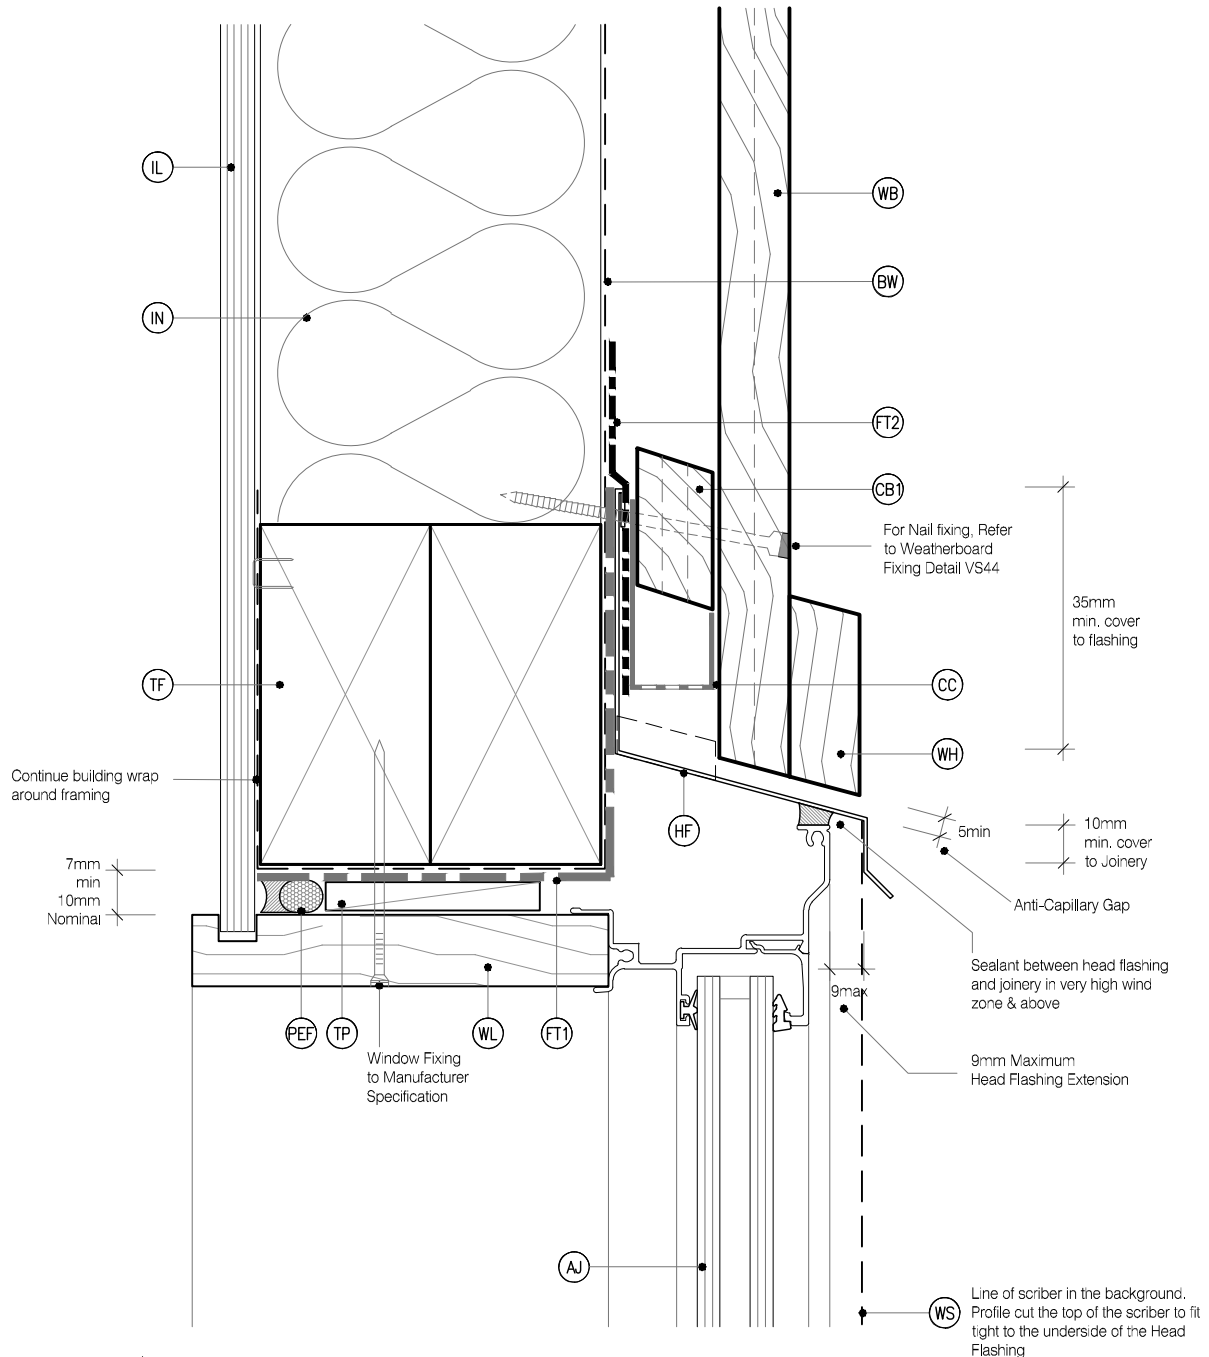 IL
WB
BW
IN
FT2
CB1
For Nail fixing, Refer
to Weatherboard
Fixing Detail VS44
35mm
min. cover
to flashing
TF
CC
WH
Continue building wrap
around framing
HF
5min
10mm
min. cover
to Joinery
7mm
min
10mm
Nominal
Anti-Capillary Gap
Sealant between head flashing
and joinery in very high wind
zone & above
9max
PEF
TP
WL
FT1
Window Fixing
to Manufacturer
Specification
9mm Maximum
Head Flashing Extension
AJ
WS
Line of scriber in the background.
Profile cut the top of the scriber to fit
tight to the underside of the Head
Flashing